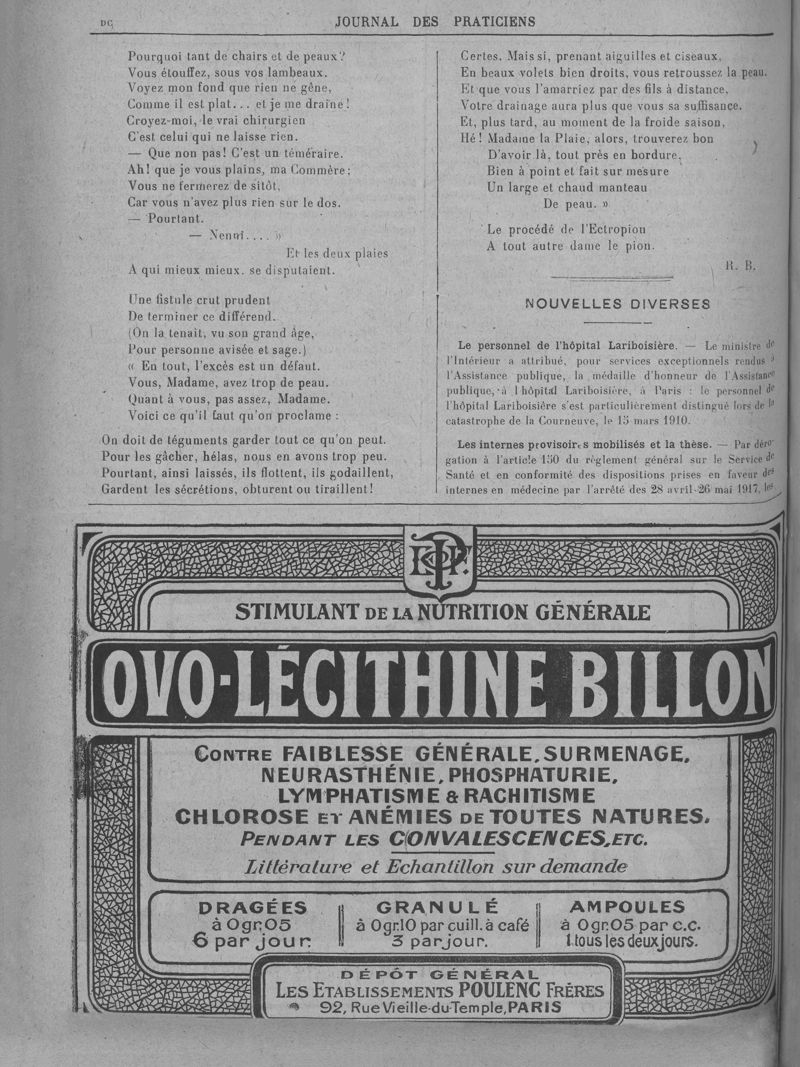 DC
JOURNAL DES PRATICIENS
Pourquoi tant de chairs et de peaux?
Vous étouffez, sous vos lambeaux.
Voyez mon fond que rien ne gêne,
Comme il est plat... et je me draîne!
Croyez-moi, le vrai chirurgien
C'est celui qui ne laisse rien.
— Que non pas! C'est un téméraire.
Ah! que je vous plains, ma Commère;
Vous ne fermerez de sitôt,
Car vous n'avez plus rien sur le dos.
— Pourtant.
— Nenni.... »
Et les deux plaies
A qui mieux mieux. se disputaient.
Une fistule crut prudent
De terminer ce différend.
(On la tenait, vu son grand âge,
Pour personne avisée et sage.)
« En tout, l'excès est un défaut.
Vous, Madame, avez trop de peau.
Quant à vous, pas assez, Madame.
Voici ce qu'il faut qu'on proclame :
On doit de téguments garder tout ce qu'on peut.
Pour les gâcher, hélas, nous en avons trop peu.
Pourtant, ainsi laissés, ils flottent, ils godaillent,
Gardent les sécrétions, obturent ou tiraillent!
Certes. Mais si, prenant aiguilles et ciseaux,
En beaux volets bien droits, vous retroussez la peau.
Et que vous l'amarriez par des fils à distance,
Votre drainage aura plus que vous sa suffisance.
Et, plus tard, au moment de la froide saison,
Hé! Madame la Plaie, alors, trouverez bon
D'avoir là, tout près en bordure,
Bien à point et fait sur mesure
Un large et chaud manteau
De peau. »
Le procédé de l'Ectropion
A tout autre dame le pion.
R. B.
NOUVELLES DIVERSES
Le personnel de l'hôpital Lariboisière. — Le ministre de
l'Intérieur a attribué, pour services exceptionnels rendus à
l'Assistance publique, la médaille d'honneur de l'Assistance
publique, à l'hôpital Lariboisière, à Paris : le personnel de
l'hôpital Lariboisière s'est particulièrement distingué lors de la
catastrophe de la Courneuve, le 15 mars 1910.
Les internes provisoires mobilisés et la thèse. — Par déro-
gation à l'article 150 du règlement général sur le Service de
Santé et en conformité des dispositions prises en faveur des
internes en médecine par l'arrêté des 28 avril-26 mai 1917, les
STIMULANT DE LA NUTRITION GÉNÉRALE
OVO-LÉCITHINE BILLON
CONTRE FAIBLESSE GÉNÉRALE, SURMENAGE,
NEURASTHÉNIE, PHOSPHATURIE,
LYMPHATISME & RACHITISME
CHLOROSE ET ANÉMIES DE TOUTES NATURES.
PENDANT LES CONVALESCENCES, ETC.
Littérature et Echantillon sur demande
DRAGÉES
à 0gr.05
6 par jour
GRANULÉ
à 0gr.10 par cuill. à café
3 par jour.
AMPOULES
à 0gr.05 par c.c.
1 tous les deux jours.
DÉPÔT GÉNÉRAL
LES ETABLISSEMENTS POULENC FRÈRES
92, Rue Vieille-du-Temple, PARIS